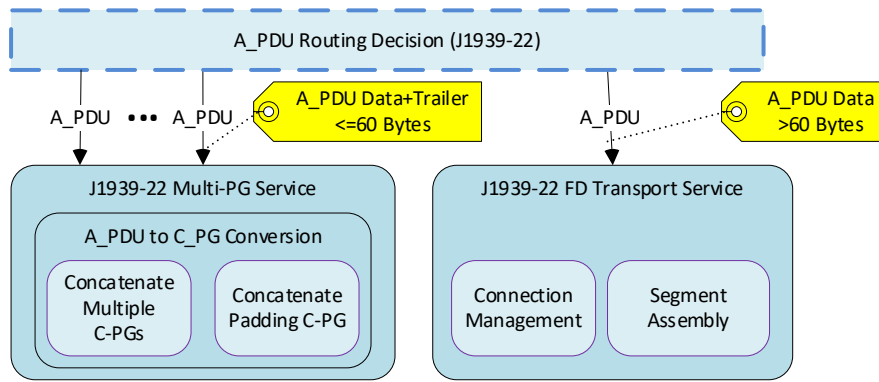 A_PDU Routing Decision (J1939-22)
A_PDU ••• A_PDU
A_PDU Data+Trailer
<=60 Bytes
A_PDU
A_PDU Data
>60 Bytes
J1939-22 Multi-PG Service
A_PDU to C_PG Conversion
Concatenate
Multiple
C-PGs
Concatenate
Padding C-PG
J1939-22 FD Transport Service
Connection
Management
Segment
Assembly